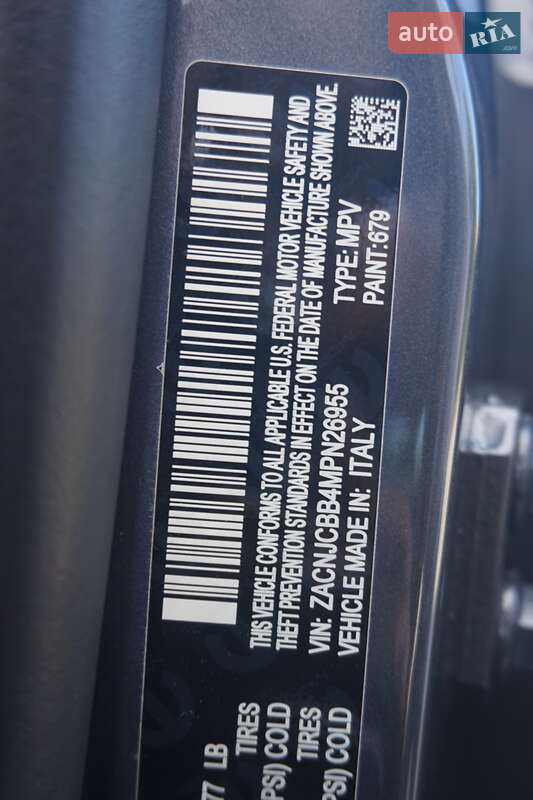 auto RIA
.com
THIS VEHICLE CONFORMS TO ALL APPLICABLE U.S. FEDERAL MOTOR VEHICLE SAFETY AND
THEFT PREVENTION STANDARDS IN EFFECT ON THE DATE OF MANUFACTURE SHOWN ABOVE.
VIN: ZACNJCBB4MPN26955 TYPE: MPV
VEHICLE MADE IN: ITALY PAINT: 679
77 LB
TIRES
PSI) COLD
TIRES
PSI) COLD